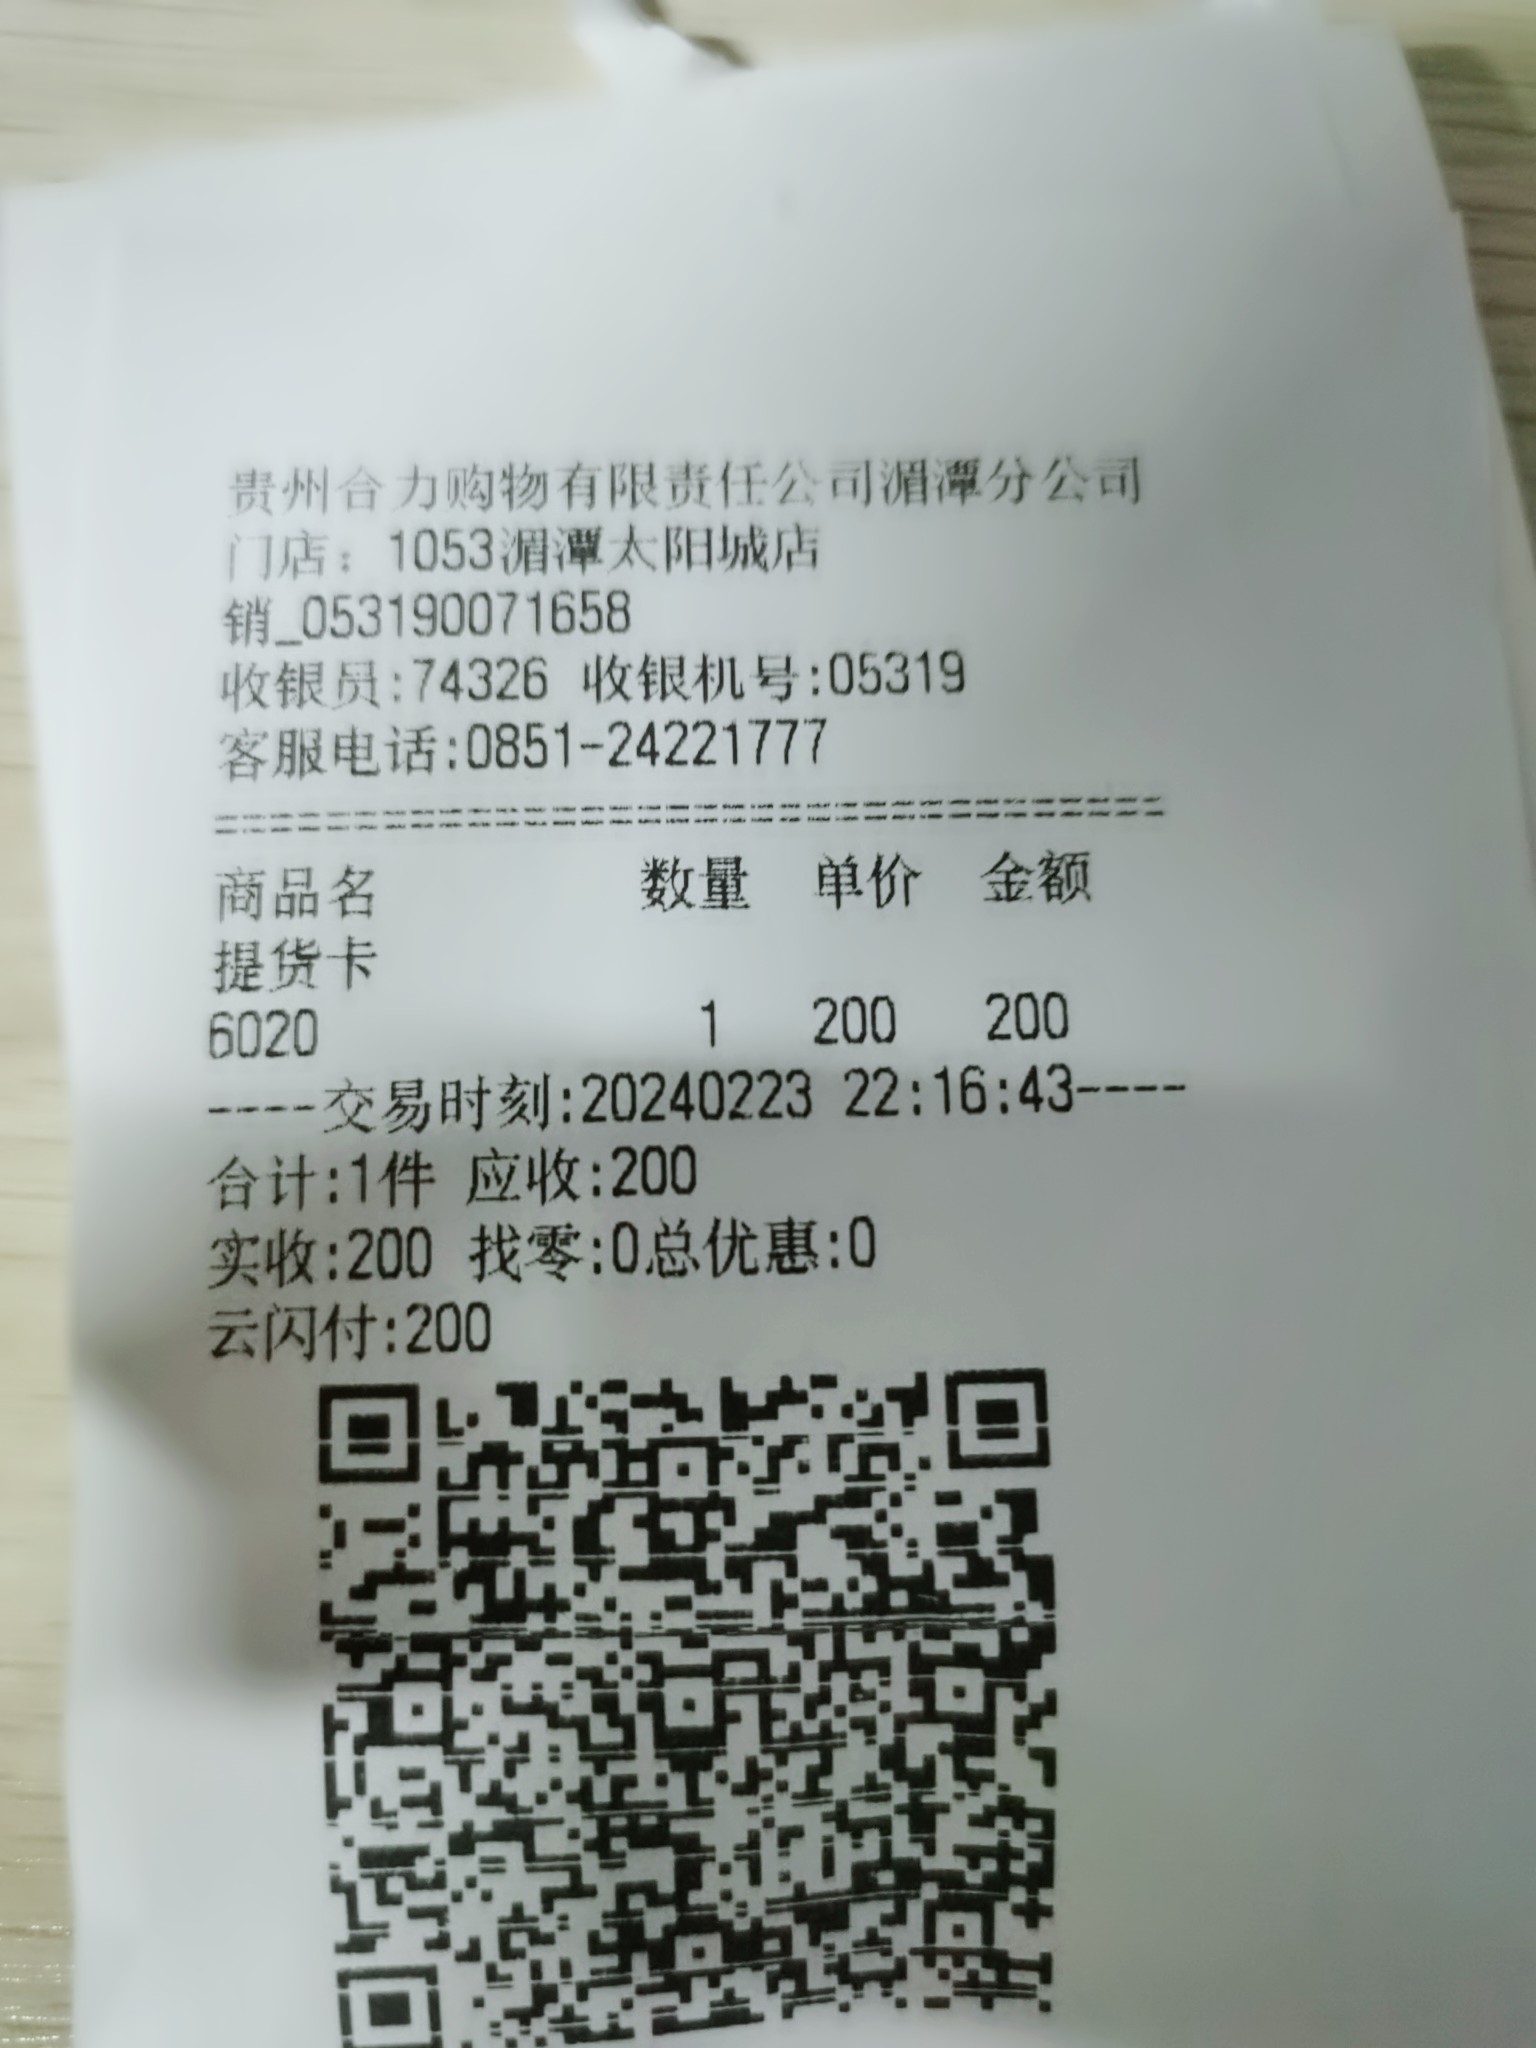 贵州合力购物有限责任公司湄潭分公司
门店：1053湄潭太阳城店
销_053190071658
收银员:74326 收银机号:05319
客服电话:0851-24221777
==================================
商品名 数量 单价 金额
提货卡
6020 1 200 200
----交易时刻:20240223 22:16:43----
合计:1件 应收:200
实收:200 找零:0总优惠:0
云闪付:200